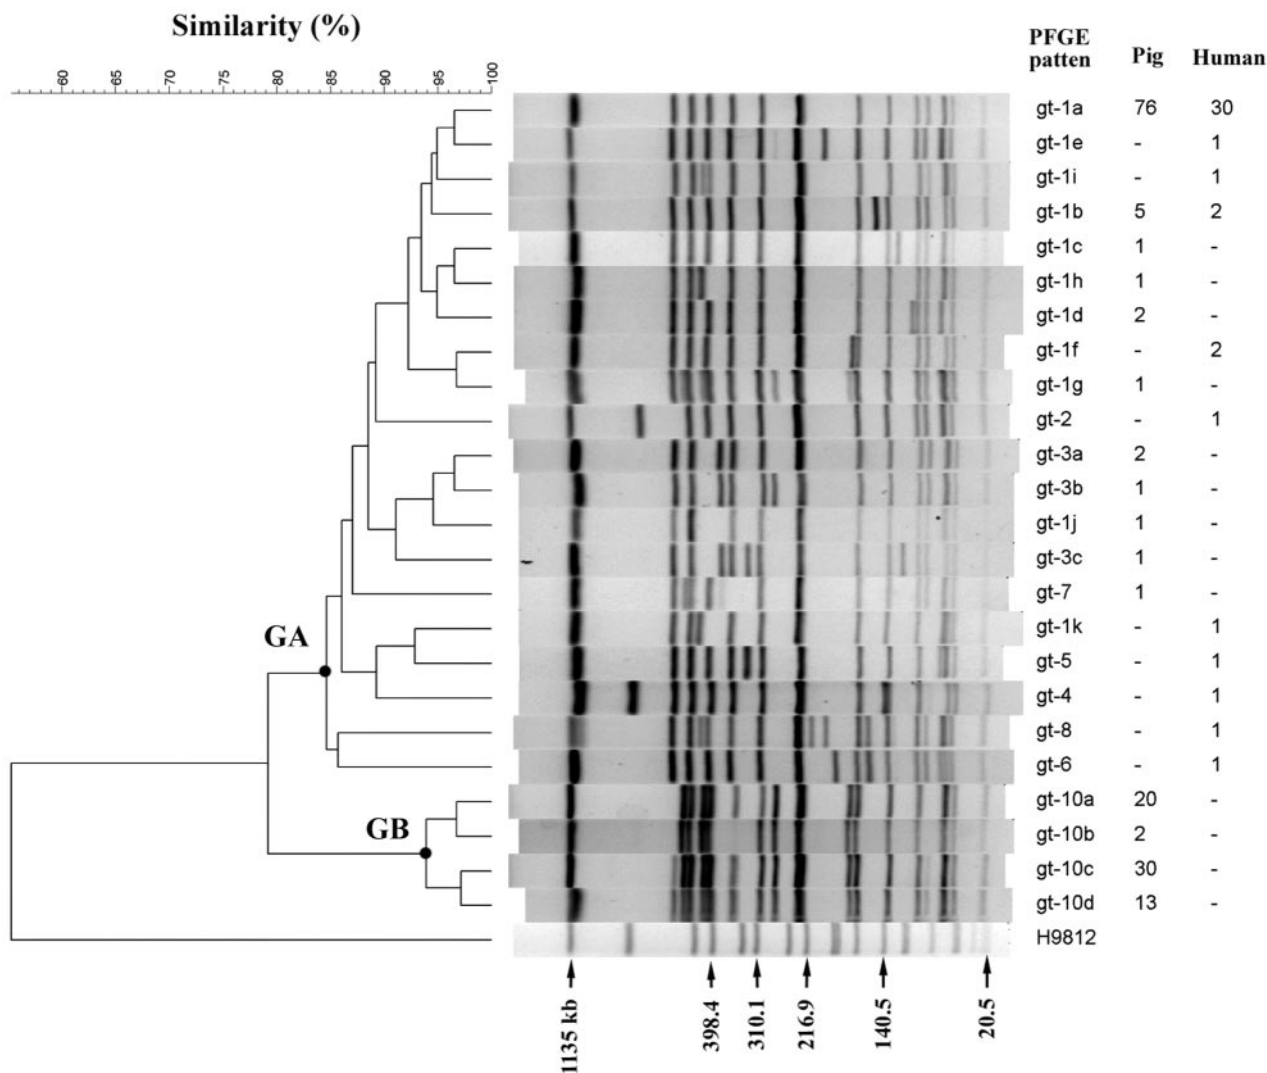 Similarity (%)
PFGE
patten Pig Human
60 65 70 75 80 85 90 95 100
gt-1a 76 30
gt-1e - 1
gt-1i - 1
gt-1b 5 2
gt-1c 1 -
gt-1h 1 -
gt-1d 2 -
gt-1f - 2
gt-1g 1 -
gt-2 - 1
gt-3a 2 -
gt-3b 1 -
gt-1j 1 -
gt-3c 1 -
gt-7 1 -
GA
gt-1k - 1
gt-5 - 1
gt-4 - 1
gt-8 - 1
gt-6 - 1
gt-10a 20 -
GB
gt-10b 2 -
gt-10c 30 -
gt-10d 13 -
H9812
1135 kb 398.4 310.1 216.9 140.5 20.5